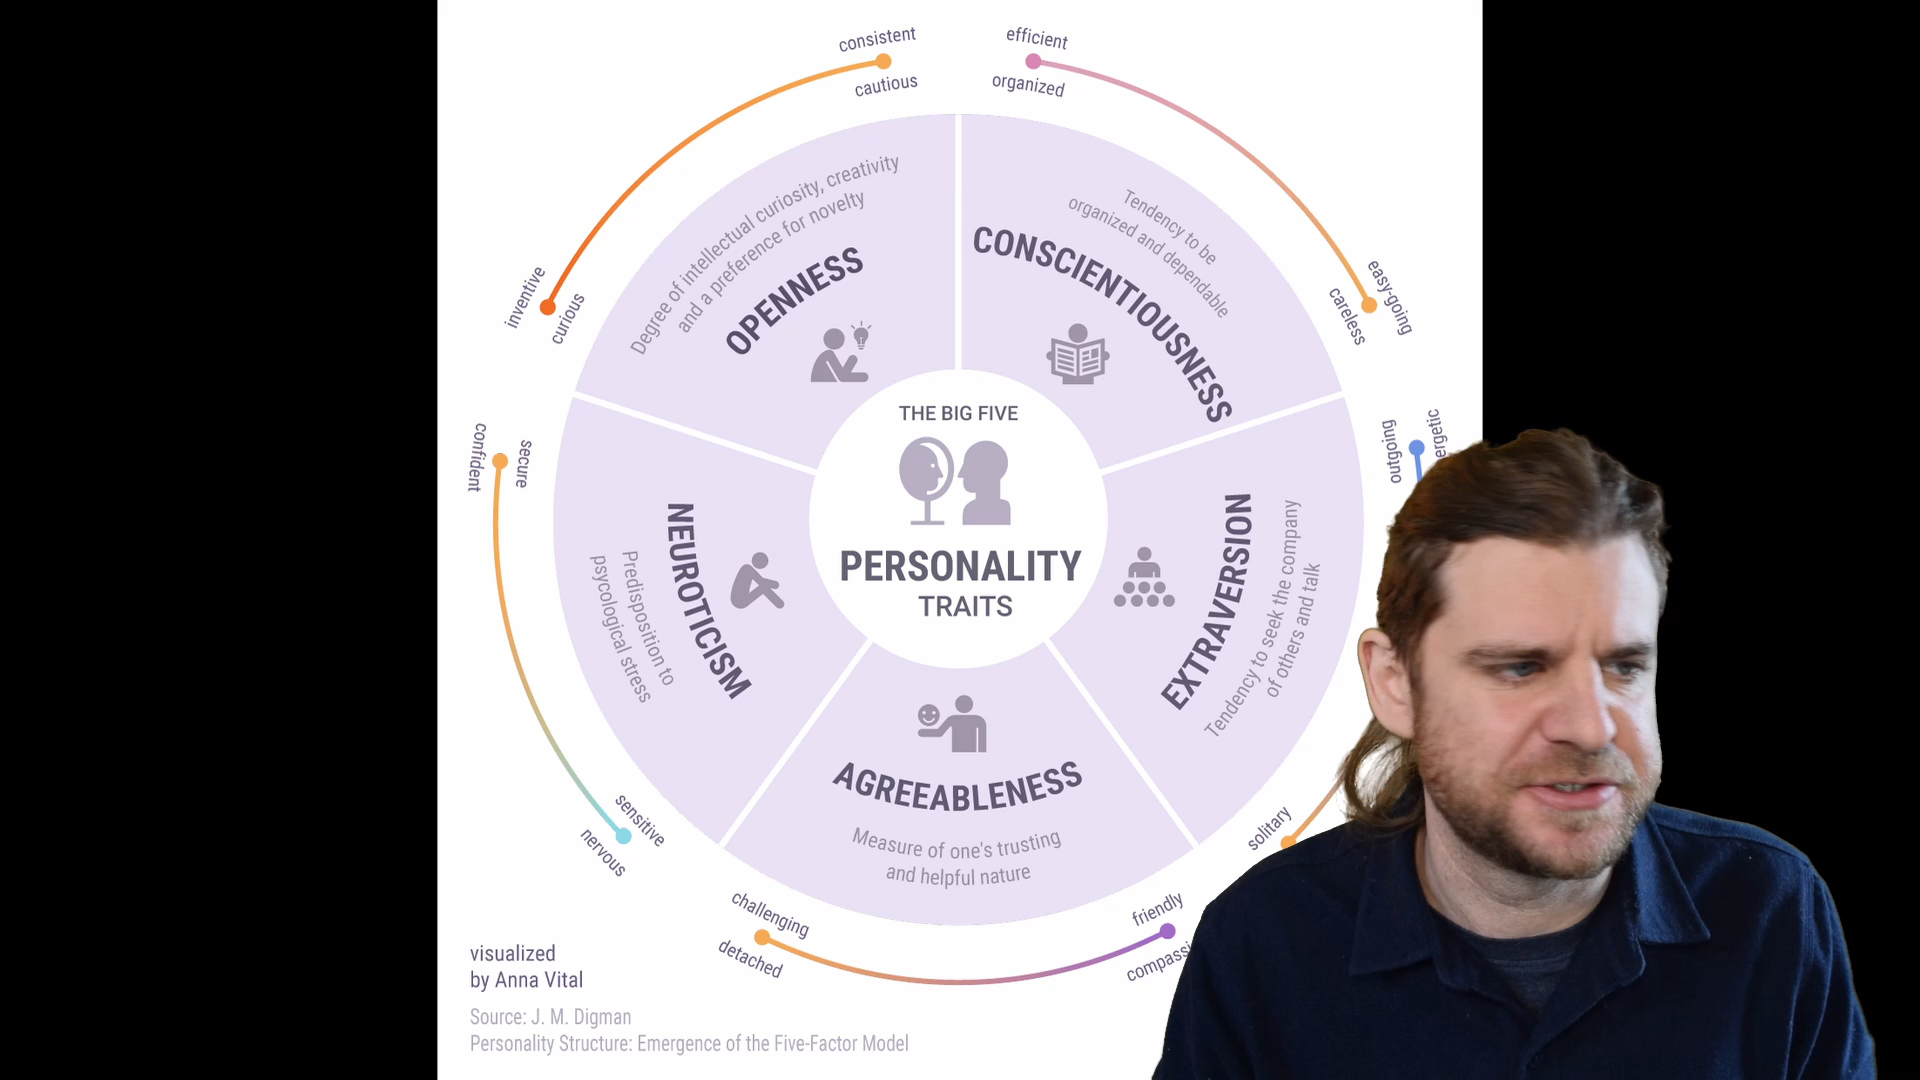 consistent
cautious
efficient
organized
inventive
curious
easy-going
careless
Degree of intellectual curiosity, creativity
and a preference for novelty
OPENNESS
Tendency to be
organized and dependable
CONSCIENTIOUSNESS
THE BIG FIVE
PERSONALITY
TRAITS
confident
secure
outgoing
NEUROTICISM
Predisposition to
psycological stress
EXTRAVERSION
Tendency to seek the company
of others and talk
sensitive
nervous
solitary
AGREEABLENESS
Measure of one's trusting
and helpful nature
challenging
detached
friendly
visualized
by Anna Vital
Source: J. M. Digman
Personality Structure: Emergence of the Five-Factor Model